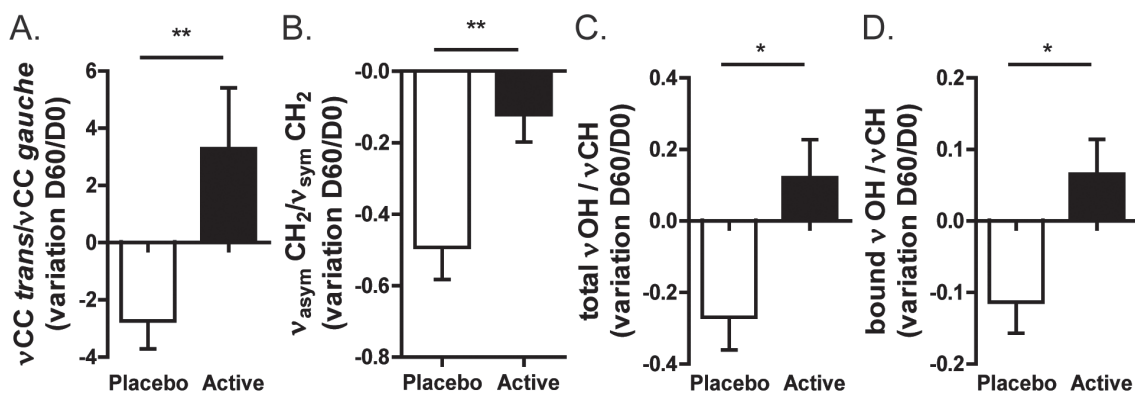 A.
**
νCC trans/νCC gauche
(variation D60/D0)
6
4
2
0
-2
-4
Placebo Active
B.
**
νasym CH2/νsym CH2
(variation D60/D0)
-0.0
-0.2
-0.4
-0.6
-0.8
Placebo Active
C.
*
total νOH /νCH
(variation D60/D0)
0.4
0.2
0.0
-0.2
-0.4
Placebo Active
D.
*
bound ν OH /νCH
(variation D60/D0)
0.2
0.1
0.0
-0.1
-0.2
Placebo Active